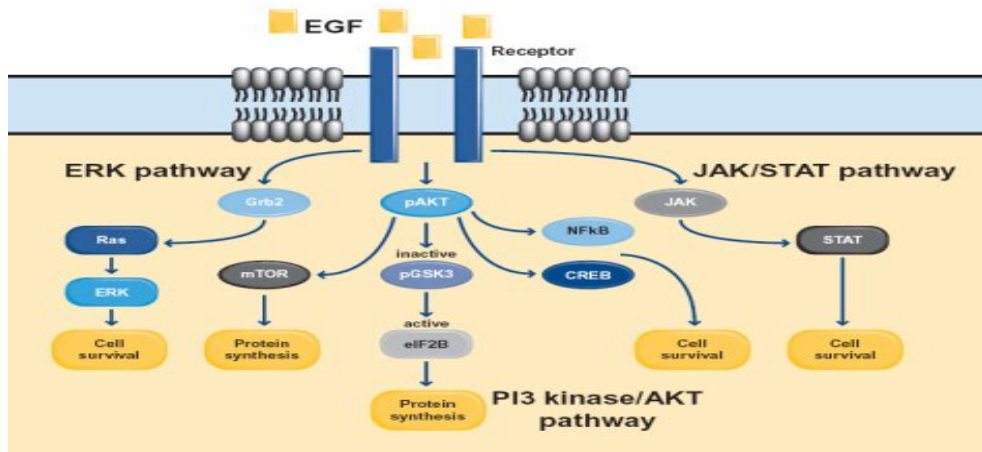 EGF
Receptor
ERK pathway
JAK/STAT pathway
Grb2
pAKT
JAK
Ras
NFkB
STAT
inactive
mTOR
pGSK3
CREB
ERK
active
eIF2B
Cell
survival
Protein
synthesis
Cell
survival
Cell
survival
Protein
synthesis
PI3 kinase/AKT
pathway